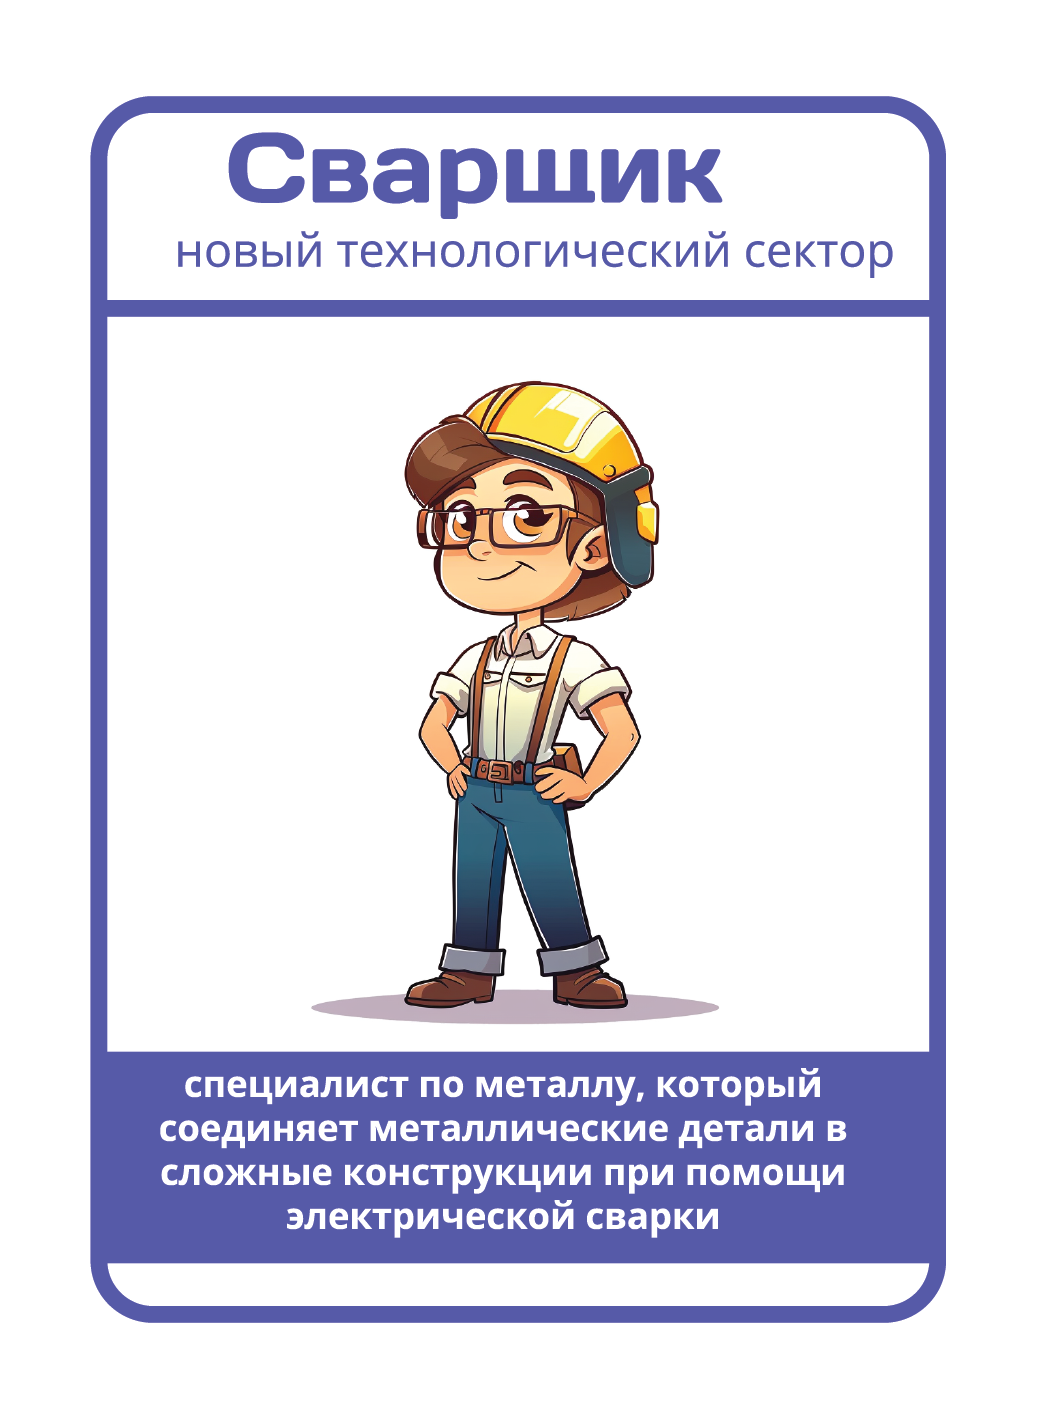 Сварщик
новый технологический сектор
специалист по металлу, который
соединяет металлические детали в
сложные конструкции при помощи
электрической сварки